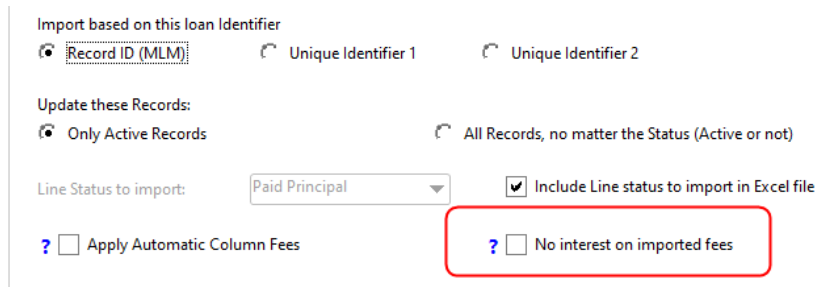 Import based on this loan Identifier
Record ID (MLM) Unique Identifier 1 Unique Identifier 2
Update these Records:
Only Active Records All Records, no matter the Status (Active or not)
Line Status to import: Paid Principal Include Line status to import in Excel file
? Apply Automatic Column Fees ? No interest on imported fees